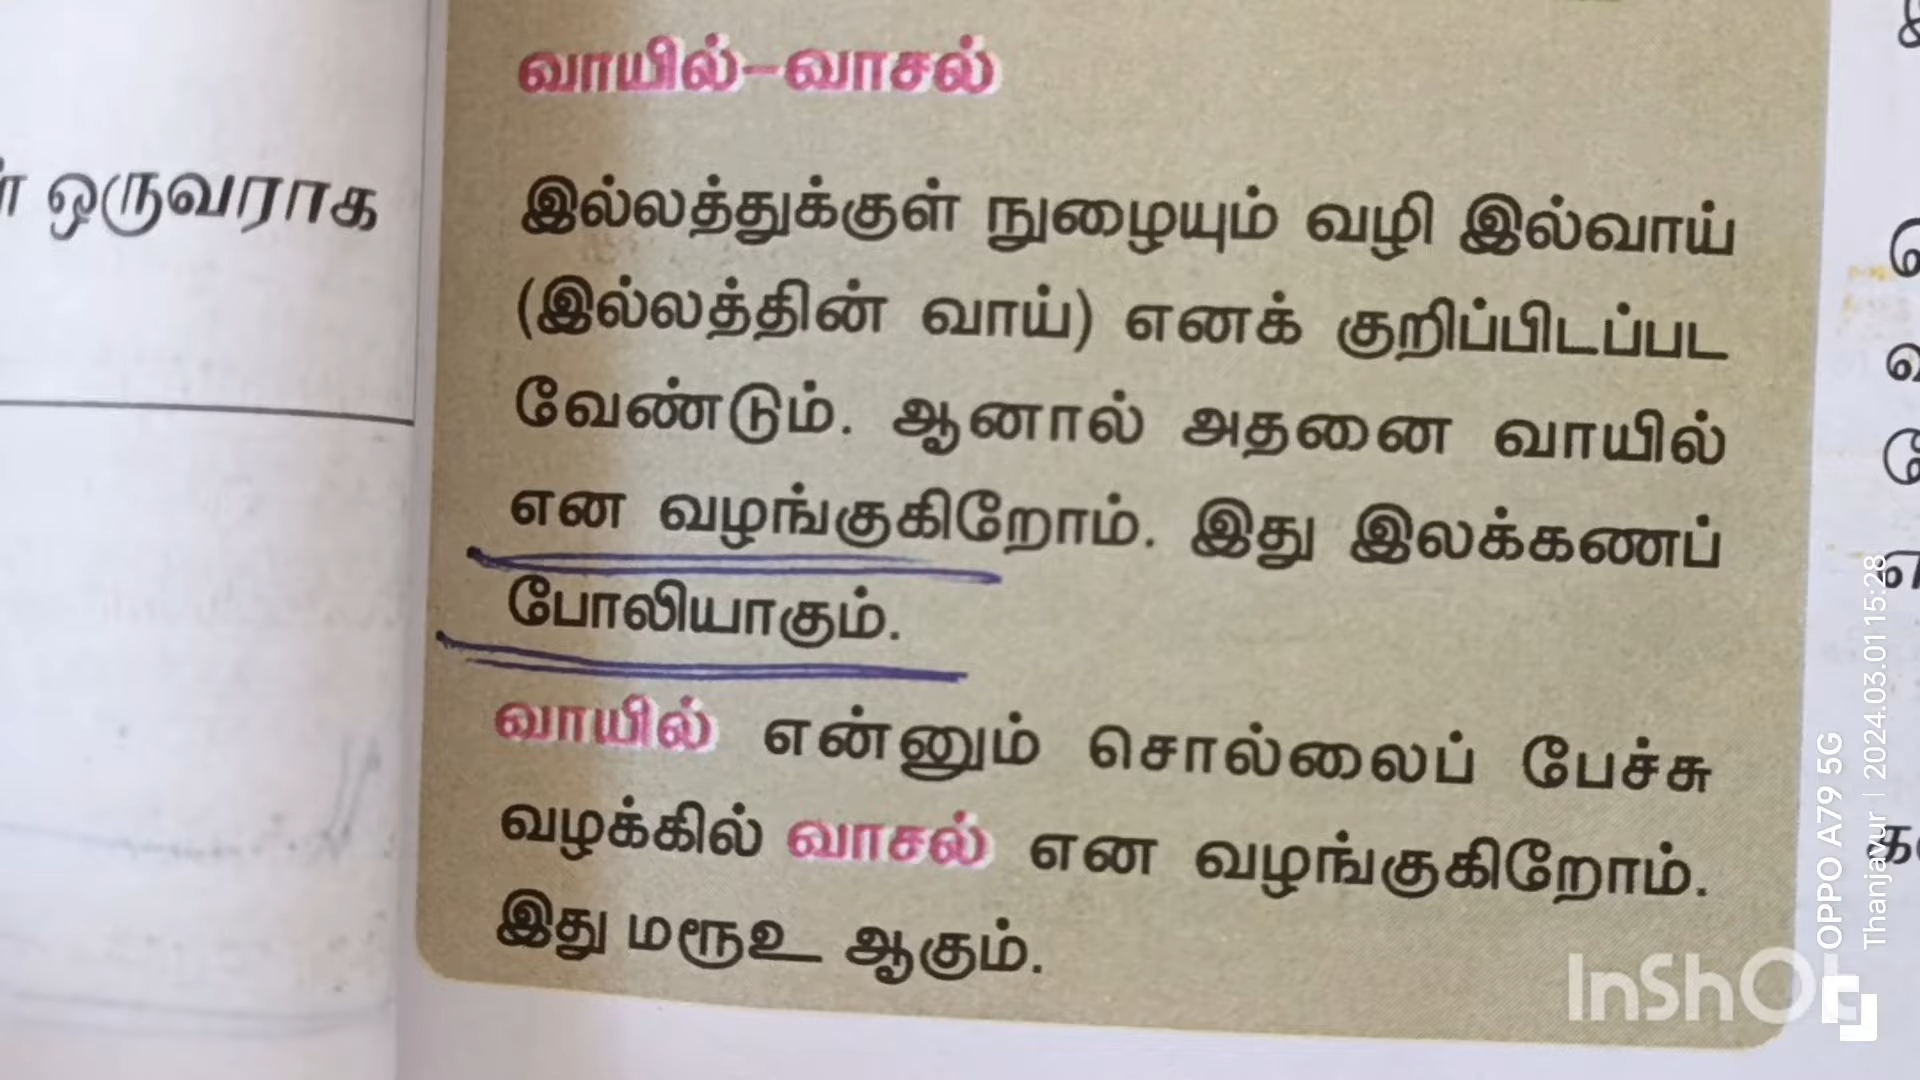 வாயில்-வாசல்
ஒருவராக
இல்லத்துக்குள் நுழையும் வழி இல்வாய்
(இல்லத்தின் வாய்) எனக் குறிப்பிடப்பட
வேண்டும். ஆனால் அதனை வாயில்
என வழங்குகிறோம். இது இலக்கணப்
போலியாகும்.
வாயில் என்னும் சொல்லைப் பேச்சு
வழக்கில் வாசல் என வழங்குகிறோம்.
இது மரூஉ ஆகும்.
OPPO A79 5G
Thanjavur | 2024.03.01 15:28